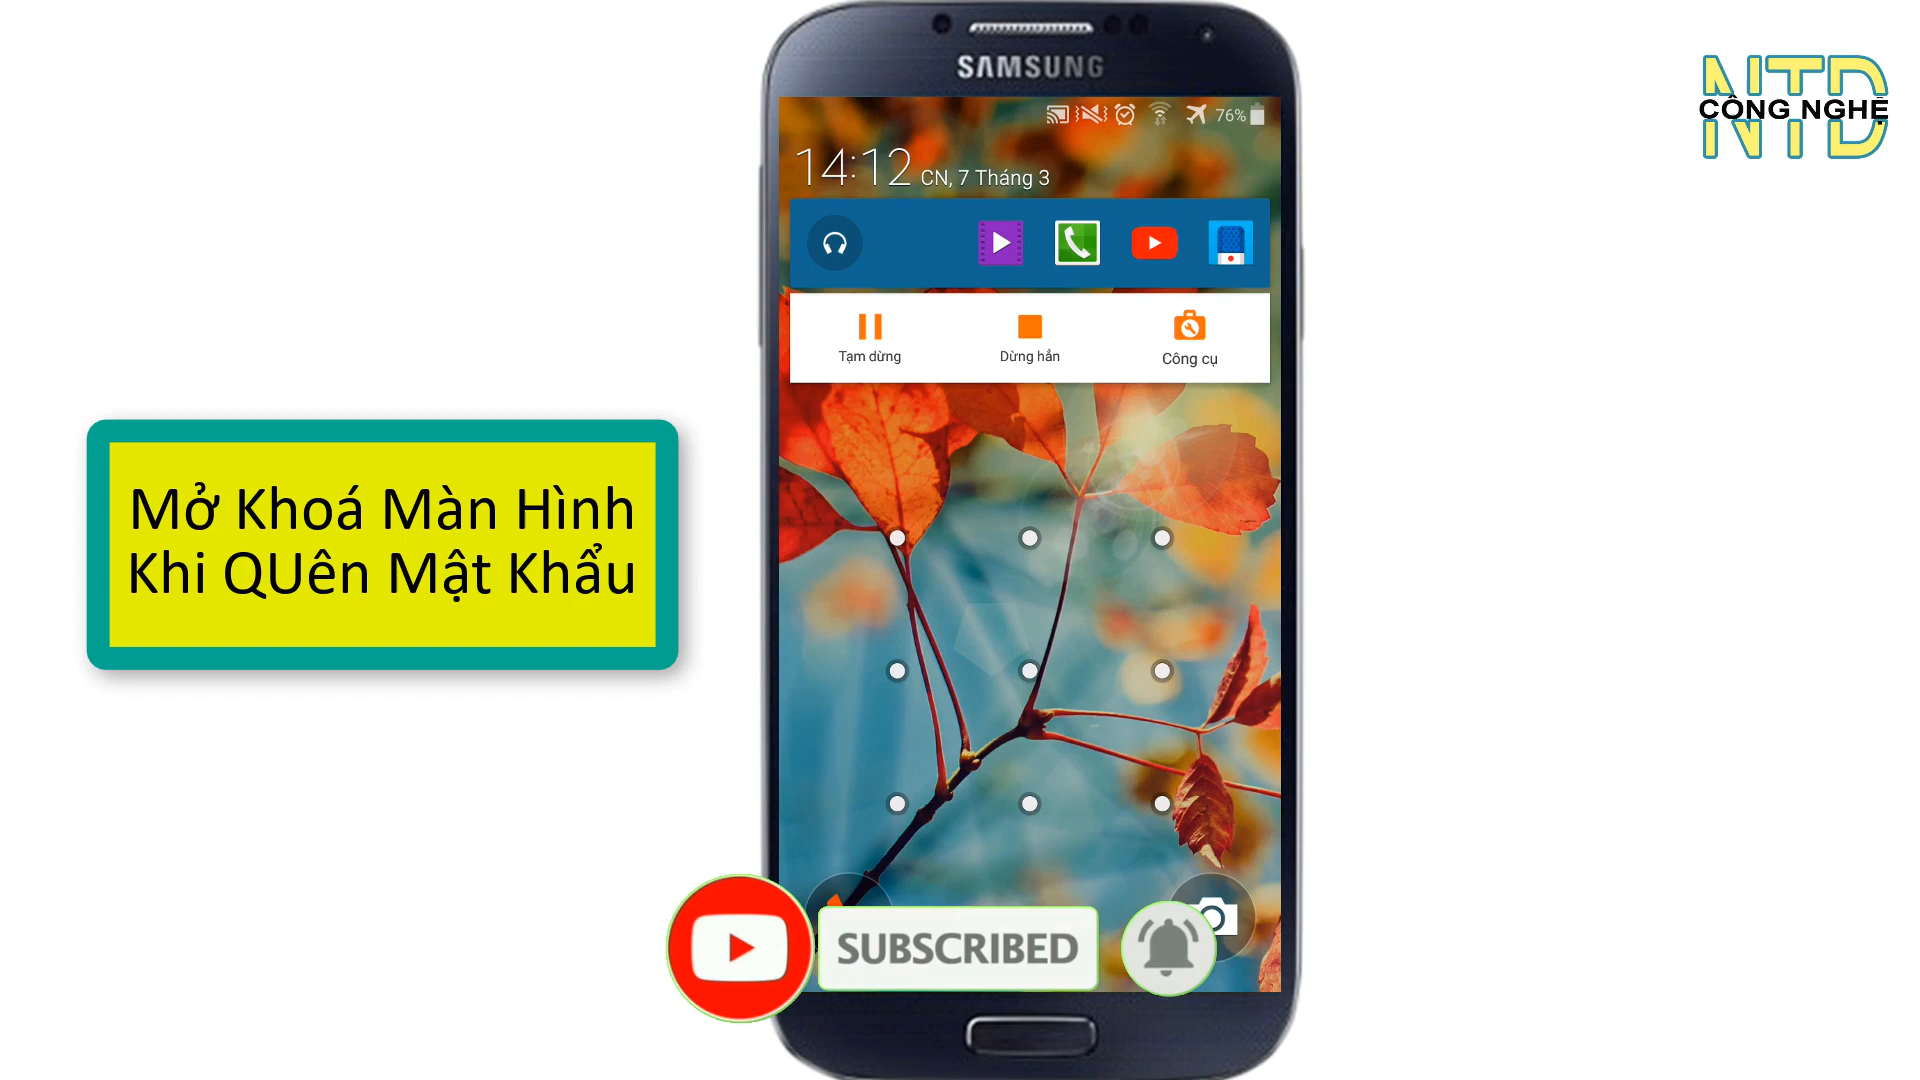 SAMSUNG
NTD
CÔNG NGHỆ
76%
14:12 CN, 7 Tháng 3
Tạm dừng
Dừng hẳn
Công cụ
Mở Khoá Màn Hình
Khi QUên Mật Khẩu
SUBSCRIBED